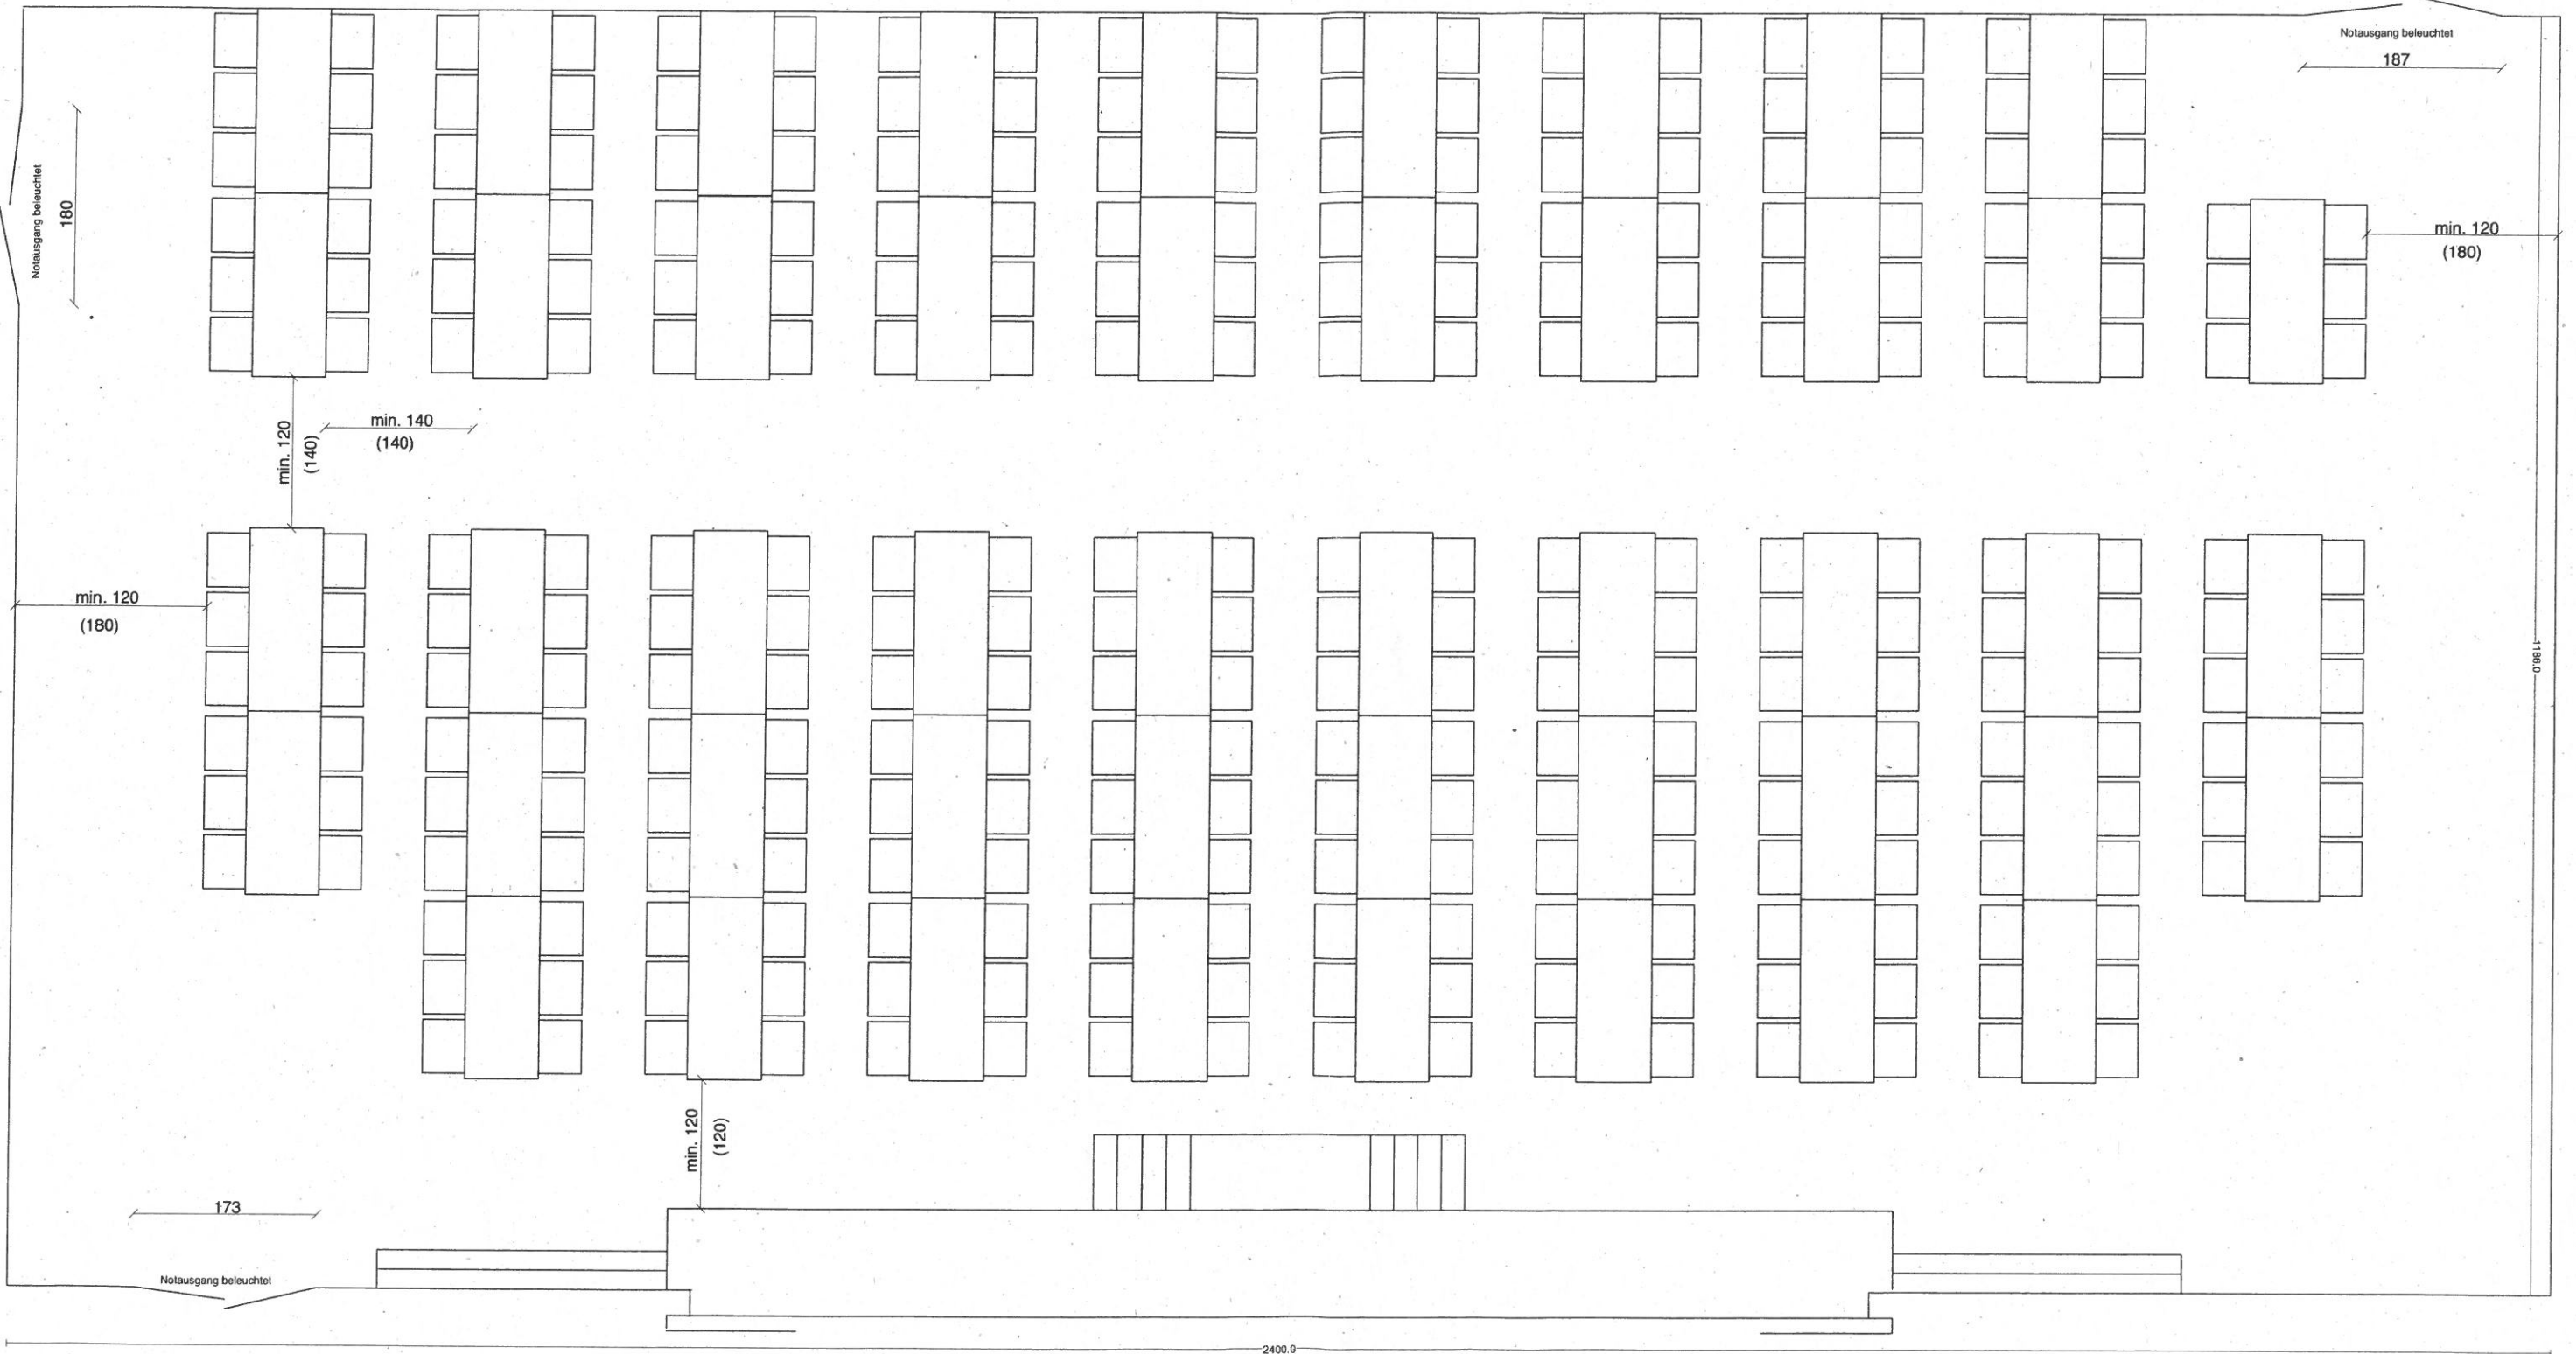 Notausgang beleuchtet
187
Notausgang beleuchtet
180
min. 120
(180)
min. 140
(140)
min. 120
(140)
min. 120
(180)
1186.0
min. 120
(120)
173
Notausgang beleuchtet
2400.0